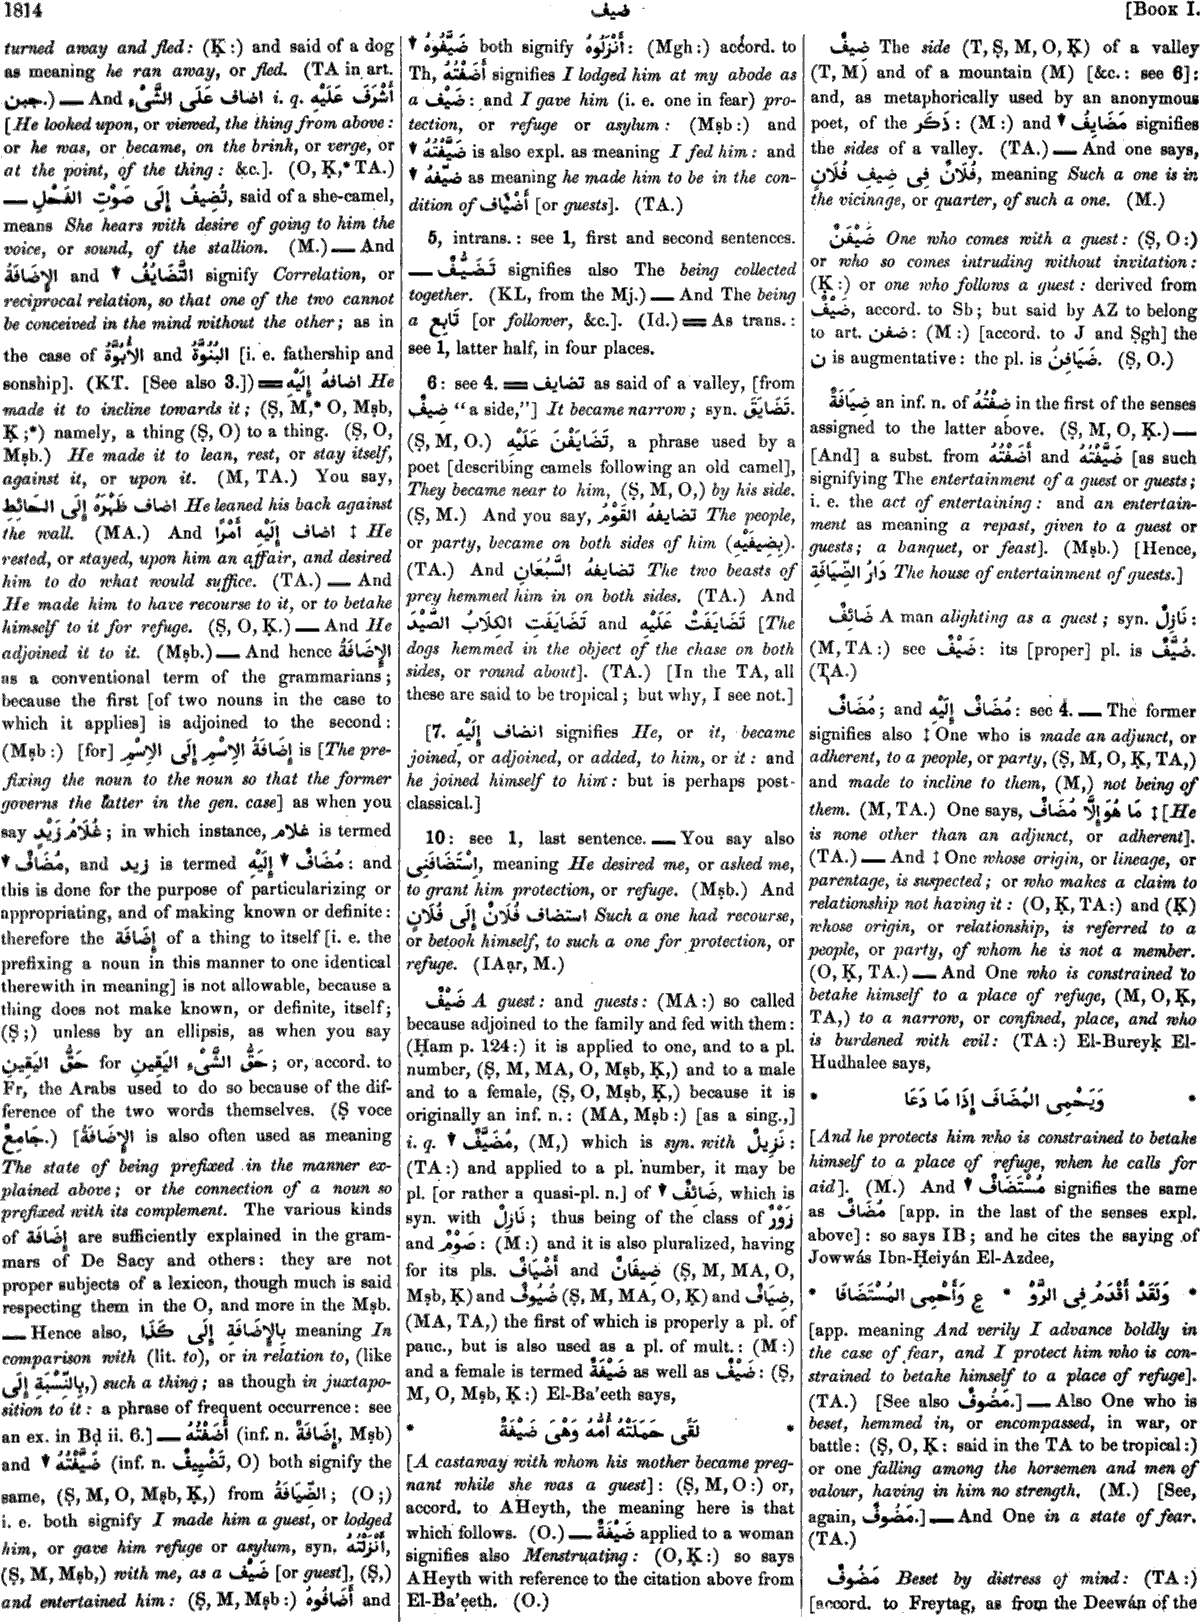 1814
ضيف
[Book I.
turned away and fled: (Ḳ:) and said of a dog
as meaning he ran away, or fled. (TA in art.
جبن.) — And اضاف عَلَى الشَّىْءِ i. q. أَشْرَفَ عَلَيْهِ
[He looked upon, or viewed, the thing from above:
or he was, or became, on the brink, or verge, or
at the point, of the thing: &c.]. (O, Ḳ,* TA.)
— تُضِيفُ إِلَى صَوْتِ الفَحْلِ, said of a she-camel,
means She hears with desire of going to him the
voice, or sound, of the stallion. (M.) — And
الإِضَافَةُ and ▼ التَّضَايُفُ signify Correlation, or
reciprocal relation, so that one of the two cannot
be conceived in the mind without the other; as in
the case of الأُبُوَّةُ and البُنُوَّةُ [i. e. fathership and
sonship]. (KT. [See also 3.]) == اضافهُ إِلَيْهِ He
made it to incline towards it; (Ṣ, M,* O, Mṣb,
Ḳ;*) namely, a thing (Ṣ, O) to a thing. (Ṣ, O,
Mṣb.) He made it to lean, rest, or stay itself,
against it, or upon it. (M, TA.) You say,
اضاف ظَهْرَهُ إِلَى الحَائِطِ He leaned his back against
the wall. (MA.) And اضاف إِلَيْهِ أَمْرًا ‡ He
rested, or stayed, upon him an affair, and desired
him to do what would suffice. (TA.) — And
He made him to have recourse to it, or to betake
himself to it for refuge. (Ṣ, O, Ḳ.) — And He
adjoined it to it. (Mṣb.) — And hence الإِضَافَةُ
as a conventional term of the grammarians;
because the first [of two nouns in the case to
which it applies] is adjoined to the second:
(Mṣb:) [for] إِضَافَةُ الاِسْمِ إِلَى الاِسْمِ is [The pre-
fixing the noun to the noun so that the former
governs the latter in the gen. case] as when you
say غُلَامُ زَيْدٍ; in which instance, غلام is termed
▼ مُضَافٌ, and زيد is termed ▼ مُضَافٌ إِلَيْهِ: and
this is done for the purpose of particularizing or
appropriating, and of making known or definite:
therefore the إِضَافَة of a thing to itself [i. e. the
prefixing a noun in this manner to one identical
therewith in meaning] is not allowable, because a
thing does not make known, or definite, itself;
(Ṣ;) unless by an ellipsis, as when you say
حَقُّ اليَقِينِ for حَقُّ الشَّىْءِ اليَقِينِ; or, accord. to
Fr, the Arabs used to do so because of the dif-
ference of the two words themselves. (Ṣ voce
جَامِعٌ.) [الإِضَافَةُ is also often used as meaning
The state of being prefixed in the manner ex-
plained above; or the connection of a noun so
prefixed with its complement. The various kinds
of إِضَافَة are sufficiently explained in the gram-
mars of De Sacy and others: they are not
proper subjects of a lexicon, though much is said
respecting them in the O, and more in the Mṣb.
— Hence also, بِالإِضَافَةِ إِلَى كَذَا meaning In
comparison with (lit. to), or in relation to, (like
بِالنِّسْبَةِ إِلَى,) such a thing; as though in juxtapo-
sition to it: a phrase of frequent occurrence: see
an ex. in Bḍ ii. 6.] — أَضَفْتُهُ (inf. n. إِضَافَةٌ, Mṣb)
and ▼ ضَيَّفْتُهُ (inf. n. تَضْيِيفٌ, O) both signify the
same, (Ṣ, M, O, Mṣb, Ḳ,) from الضِّيَافَةُ; (O;)
i. e. both signify I made him a guest, or lodged
him, or gave him refuge or asylum, syn. أَنْزَلْتُهُ,
(Ṣ, M, Mṣb,) with me, as a ضَيْف [or guest], (Ṣ,)
and entertained him: (Ṣ, M, Mṣb:) أَضَافُوهُ and
▼ ضَيَّفُوهُ both signify أَنْزَلُوهُ: (Mgh:) accord. to
Th, أَضَفْتُهُ signifies I lodged him at my abode as
a ضَيْف: and I gave him (i. e. one in fear) pro-
tection, or refuge or asylum: (Mṣb:) and
▼ ضَيَّفْتُهُ is also expl. as meaning I fed him: and
▼ ضَيَّفهُ as meaning he made him to be in the con-
dition of أَضْيَاف [or guests]. (TA.)
5, intrans.: see 1, first and second sentences.
— تَضَيُّفٌ signifies also The being collected
together. (KL, from the Mj.) — And The being
a تَابِع [or follower, &c.]. (Id.) == As trans.:
see 1, latter half, in four places.
6: see 4. == تضايف as said of a valley, [from
ضِيفٌ "a side,"] It became narrow; syn. تَضَايَقَ.
(Ṣ, M, O.) تَضَايَفْنَ عَلَيْهِ, a phrase used by a
poet [describing camels following an old camel],
They became near to him, (Ṣ, M, O,) by his side.
(Ṣ, M.) And you say, تضايفهُ القَوْمُ The people,
or party, became on both sides of him (بِضِيفَيْهِ).
(TA.) And تضايفهُ السَّبُعَانِ The two beasts of
prey hemmed him in on both sides. (TA.) And
تَضَايَفَتِ الكِلَابُ الصَّيْدَ and تَضَايَفَتْ عَلَيْهِ [The
dogs hemmed in the object of the chase on both
sides, or round about]. (TA.) [In the TA, all
these are said to be tropical; but why, I see not.]
[7. انضاف إِلَيْهِ signifies He, or it, became
joined, or adjoined, or added, to him, or it: and
he joined himself to him: but is perhaps post-
classical.]
10: see 1, last sentence. — You say also
اِسْتَضَافَنِى, meaning He desired me, or asked me,
to grant him protection, or refuge. (Mṣb.) And
استضاف فُلَانٌ إِلَى فُلَانٍ Such a one had recourse,
or betook himself, to such a one for protection, or
refuge. (IAạr, M.)
ضَيْفٌ A guest: and guests: (MA:) so called
because adjoined to the family and fed with them:
(Ḥam p. 124:) it is applied to one, and to a pl.
number, (Ṣ, M, MA, O, Mṣb, Ḳ,) and to a male
and to a female, (Ṣ, O, Mṣb, Ḳ,) because it is
originally an inf. n.: (MA, Mṣb:) [as a sing.,]
i. q. ▼ مُضَيَّفٌ, (M,) which is syn. with نَزِيلٌ:
(TA:) and applied to a pl. number, it may be
pl. [or rather a quasi-pl. n.] of ▼ ضَائِفٌ, which is
syn. with نَازِلٌ; thus being of the class of زَوْرٌ
and صَوْمٌ: (M:) and it is also pluralized, having
for its pls. أَضْيَافٌ and ضِيفَانٌ (Ṣ, M, MA, O,
Mṣb, Ḳ) and ضُيُوفٌ (Ṣ, M, MA, O, Ḳ) and ضِيَافٌ,
(MA, TA,) the first of which is properly a pl. of
pauc., but is also used as a pl. of mult.: (M:)
and a female is termed ضَيْفَةٌ as well as ضَيْفٌ: (Ṣ,
M, O, Mṣb, Ḳ:) El-Ba'eeth says,
* لَقًى حَمَلَتْهُ أُمُّهُ وَهْىَ ضَيْفَةٌ *
[A castaway with whom his mother became preg-
nant while she was a guest]: (Ṣ, M, O:) or,
accord. to AHeyth, the meaning here is that
which follows. (O.) — ضَيْفَةٌ applied to a woman
signifies also Menstruating: (O, Ḳ:) so says
AHeyth with reference to the citation above from
El-Ba'ęeth. (O.)
ضِيفٌ The side (T, Ṣ, M, O, Ḳ) of a valley
(T, M) and of a mountain (M) [&c.: see 6]:
and, as metaphorically used by an anonymous
poet, of the ذَكَر: (M:) and ▼ مَضَايِفُ signifies
the sides of a valley. (TA.) — And one says,
فُلَانٌ فِى ضِيفِ فُلَانٍ, meaning Such a one is in
the vicinage, or quarter, of such a one. (M.)
ضَيْفَنٌ One who comes with a guest: (Ṣ, O:)
or who so comes intruding without invitation:
(Ḳ:) or one who follows a guest: derived from
ضَيْفٌ, accord. to Sb; but said by AZ to belong
to art. ضفن: (M:) [accord. to J and Ṣgh] the
ن is augmentative: the pl. is ضَيَافِنُ. (Ṣ, O.)
ضِيَافَةٌ an inf. n. of ضِفْتُهُ in the first of the senses
assigned to the latter above. (Ṣ, M, O, Ḳ.) —
[And] a subst. from أَضَفْتُهُ and ضَيَّفْتُهُ [as such
signifying The entertainment of a guest or guests;
i. e. the act of entertaining: and an entertain-
ment as meaning a repast, given to a guest or
guests; a banquet, or feast]. (Mṣb.) [Hence,
دَارُ الضِّيَافَةِ The house of entertainment of guests.]
ضَائِفٌ A man alighting as a guest; syn. نَازِلٌ:
(M, TA:) see ضَيْفٌ: its [proper] pl. is ضُيَّفٌ.
(TA.)
مُضَافٌ; and مُضَافٌ إِلَيْهِ: see 4. — The former
signifies also ‡ One who is made an adjunct, or
adherent, to a people, or party, (Ṣ, M, O, Ḳ, TA,)
and made to incline to them, (M,) not being of
them. (M, TA.) One says, مَا هُوَ إِلَّا مُضَافٌ ‡ [He
is none other than an adjunct, or adherent].
(TA.) — And ‡ One whose origin, or lineage, or
parentage, is suspected; or who makes a claim to
relationship not having it: (O, Ḳ, TA:) and (Ḳ)
whose origin, or relationship, is referred to a
people, or party, of whom he is not a member.
(O, Ḳ, TA.) — And One who is constrained to
betake himself to a place of refuge, (M, O, Ḳ,
TA,) to a narrow, or confined, place, and who
is burdened with evil: (TA:) El-Bureyḳ El-
Hudhalee says,
* وَيَحْمِى المُضَافَ إِذَا مَا دَعَا *
[And he protects him who is constrained to betake
himself to a place of refuge, when he calls for
aid]. (M.) And ▼ مُسْتَضَافٌ signifies the same
as مُضَافٌ [app. in the last of the senses expl.
above]: so says IB; and he cites the saying of
Jowwás Ibn-Ḥeiyán El-Azdee,
* وَلَقَدْ أُقْدِمُ فِى الرَّوْ * عِ وَأَحْمِى المُسْتَضَافَا *
[app. meaning And verily I advance boldly in
the case of fear, and I protect him who is con-
strained to betake himself to a place of refuge].
(TA.) [See also مَضُوفٌ.] — Also One who is
beset, hemmed in, or encompassed, in war, or
battle: (Ṣ, O, Ḳ: said in the TA to be tropical:)
or one falling among the horsemen and men of
valour, having in him no strength. (M.) [See,
again, مَضُوفٌ.] — And One in a state of fear.
(TA.)
مَضُوفٌ Beset by distress of mind: (TA:)
[accord. to Freytag, as from the Deewán of the